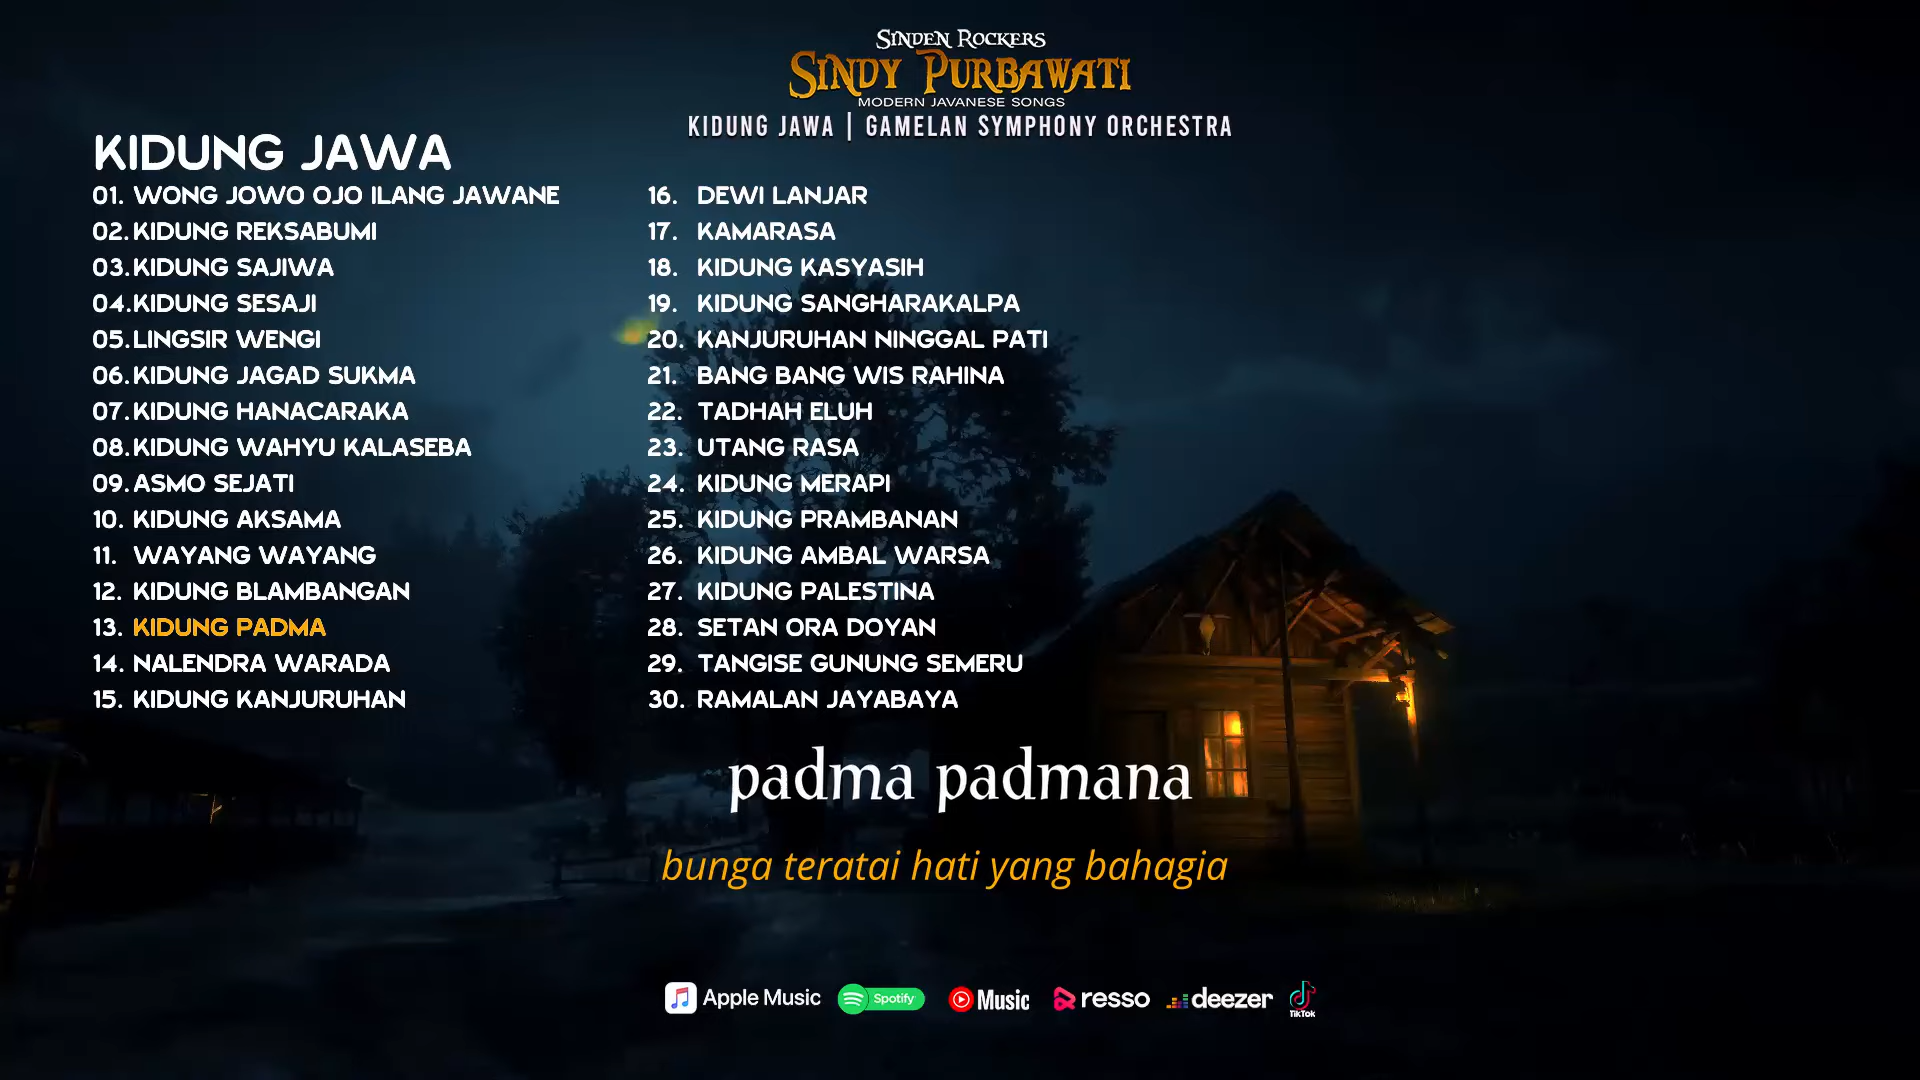 SINDEN ROCKERS
SINDY PURBAWATI
MODERN JAVANESE SONGS
KIDUNG JAWA | GAMELAN SYMPHONY ORCHESTRA
KIDUNG JAWA
01. WONG JOWO OJO ILANG JAWANE
02. KIDUNG REKSABUMI
03. KIDUNG SAJIWA
04. KIDUNG SESAJI
05. LINGSIR WENGI
06. KIDUNG JAGAD SUKMA
07. KIDUNG HANACARAKA
08. KIDUNG WAHYU KALASEBA
09. ASMO SEJATI
10. KIDUNG AKSAMA
11. WAYANG WAYANG
12. KIDUNG BLAMBANGAN
13. KIDUNG PADMA
14. NALENDRA WARADA
15. KIDUNG KANJURUHAN
16. DEWI LANJAR
17. KAMARASA
18. KIDUNG KASYASIH
19. KIDUNG SANGHARAKALPA
20. KANJURUHAN NINGGAL PATI
21. BANG BANG WIS RAHINA
22. TADHAH ELUH
23. UTANG RASA
24. KIDUNG MERAPI
25. KIDUNG PRAMBANAN
26. KIDUNG AMBAL WARSA
27. KIDUNG PALESTINA
28. SETAN ORA DOYAN
29. TANGISE GUNUNG SEMERU
30. RAMALAN JAYABAYA
padma padmana
bunga teratai hati yang bahagia
Apple Music Spotify Music resso deezer TikTok